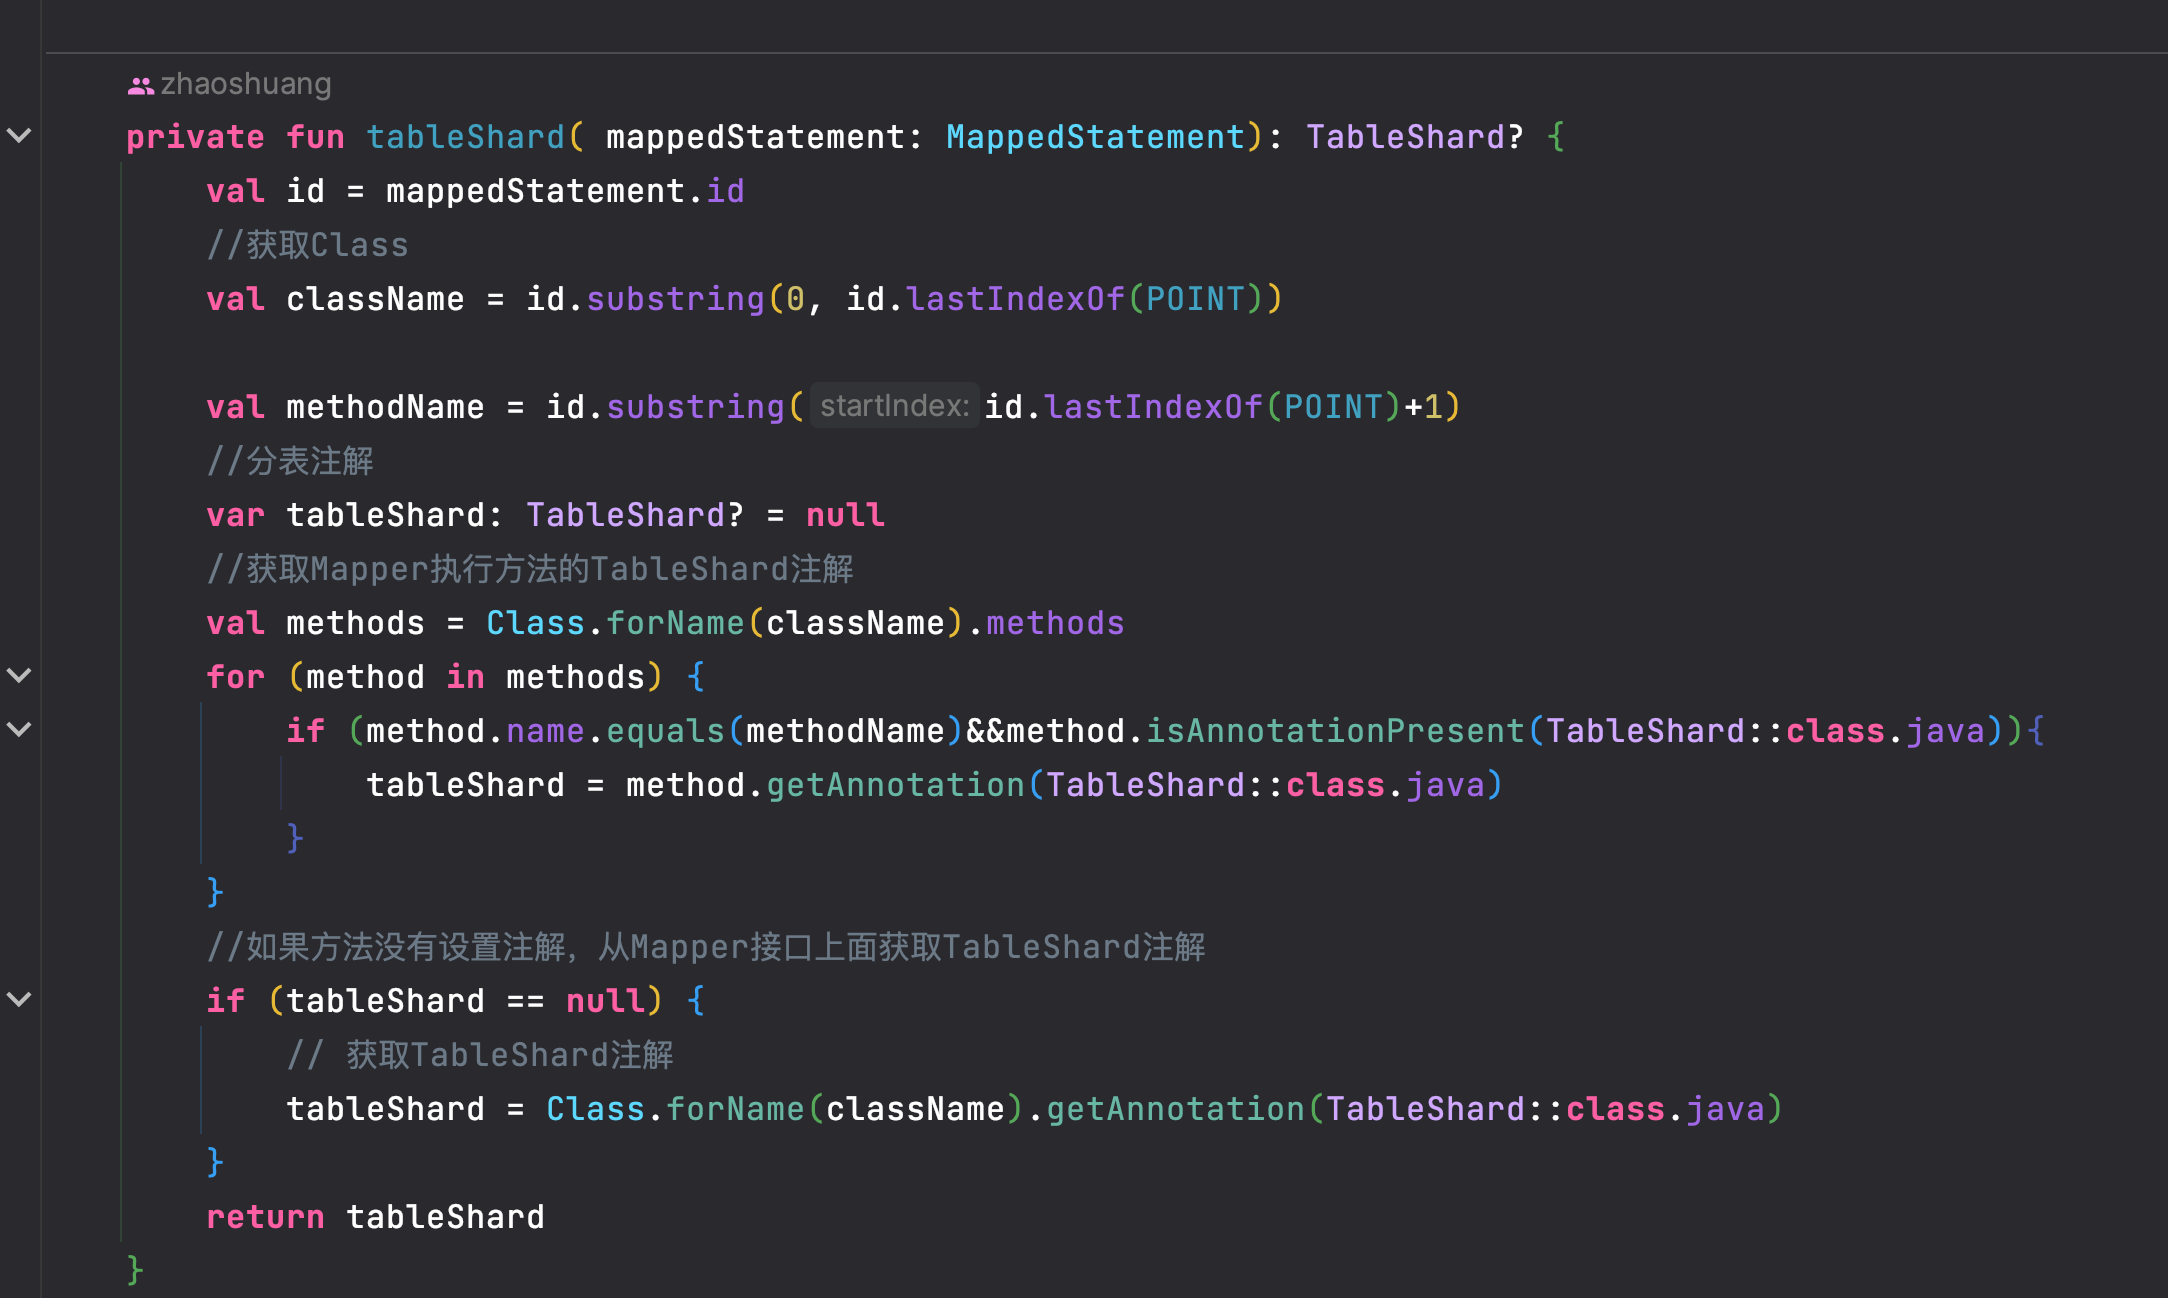 zhaoshuang
private fun tableShard( mappedStatement: MappedStatement): TableShard? {
val id = mappedStatement.id
//获取Class
val className = id.substring(0, id.lastIndexOf(POINT))
val methodName = id.substring( startIndex: id.lastIndexOf(POINT)+1)
//分表注解
var tableShard: TableShard? = null
//获取Mapper执行方法的TableShard注解
val methods = Class.forName(className).methods
for (method in methods) {
if (method.name.equals(methodName)&&method.isAnnotationPresent(TableShard::class.java)){
tableShard = method.getAnnotation(TableShard::class.java)
}
}
//如果方法没有设置注解，从Mapper接口上面获取TableShard注解
if (tableShard == null) {
// 获取TableShard注解
tableShard = Class.forName(className).getAnnotation(TableShard::class.java)
}
return tableShard
}